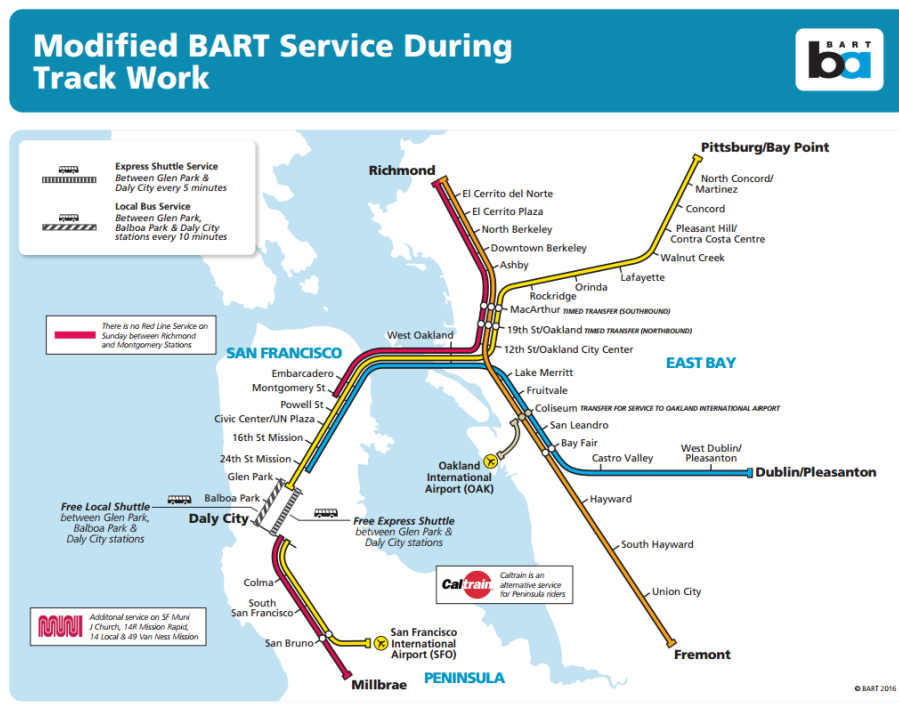 Modified BART Service During
Track Work
BART
ba
Express Shuttle Service
Between Glen Park &
Daly City every 5 minutes
Local Bus Service
Between Glen Park,
Balboa Park & Daly City
stations every 10 minutes
There is no Red Line Service on
Sunday between Richmond
and Montgomery Stations
Richmond
El Cerrito del Norte
El Cerrito Plaza
North Berkeley
Downtown Berkeley
Ashby
Pittsburg/Bay Point
North Concord/
Martinez
Concord
Pleasant Hill/
Contra Costa Centre
Walnut Creek
Lafayette
Orinda
Rockridge
MacArthur TIMED TRANSFER (SOUTHBOUND)
19th St/Oakland TIMED TRANSFER (NORTHBOUND)
12th St/Oakland City Center
West Oakland
SAN FRANCISCO
EAST BAY
Embarcadero
Montgomery St
Powell St
Civic Center/UN Plaza
16th St Mission
24th St Mission
Glen Park
Balboa Park
Daly City
Lake Merritt
Fruitvale
Coliseum TRANSFER FOR SERVICE TO OAKLAND INTERNATIONAL AIRPORT
San Leandro
Bay Fair
Castro Valley
West Dublin/
Pleasanton
Dublin/Pleasanton
Oakland
International
Airport (OAK)
Hayward
South Hayward
Union City
Fremont
Free Local Shuttle
between Glen Park,
Balboa Park &
Daly City stations
Free Express Shuttle
between Glen Park &
Daly City stations
Colma
South
San Francisco
San Bruno
San Francisco
International
Airport (SFO)
Millbrae
PENINSULA
Caltrain
Caltrain is an
alternative service
for Peninsula riders
MUNI
Additonal service on SF Muni
J Church, 14R Mission Rapid,
14 Local & 49 Van Ness Mission
© BART 2016